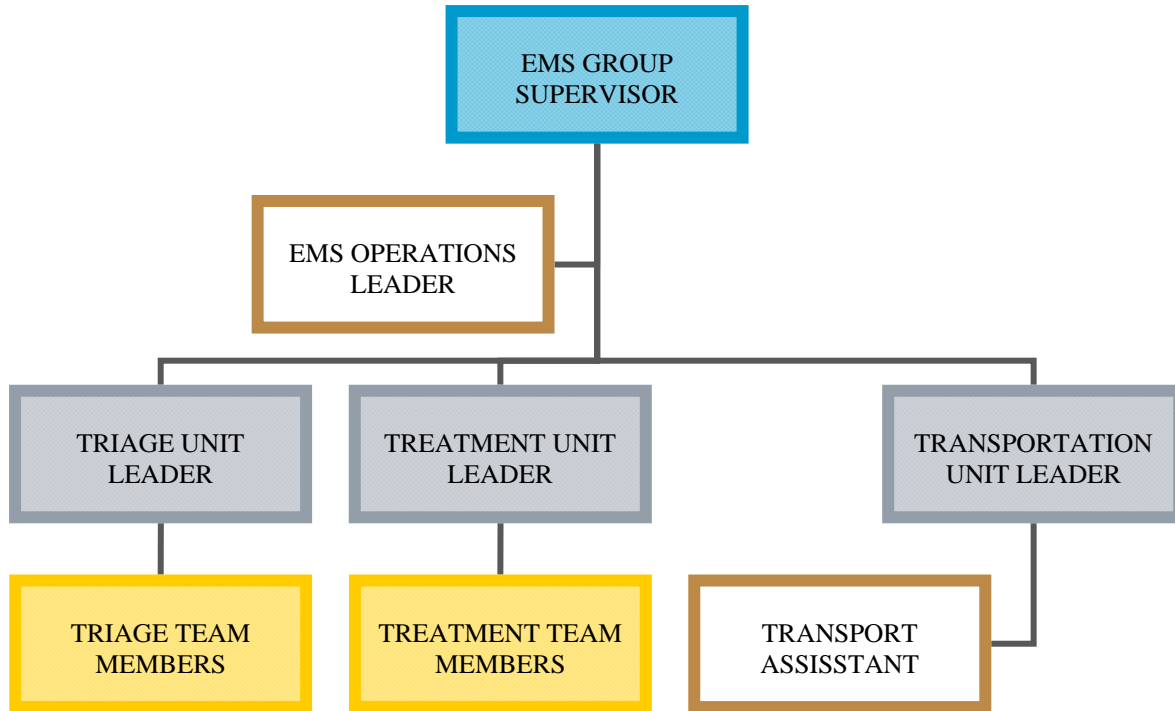 EMS GROUP
SUPERVISOR
EMS OPERATIONS
LEADER
TRIAGE UNIT
LEADER
TREATMENT UNIT
LEADER
TRANSPORTATION
UNIT LEADER
TRIAGE TEAM
MEMBERS
TREATMENT TEAM
MEMBERS
TRANSPORT
ASSISSTANT